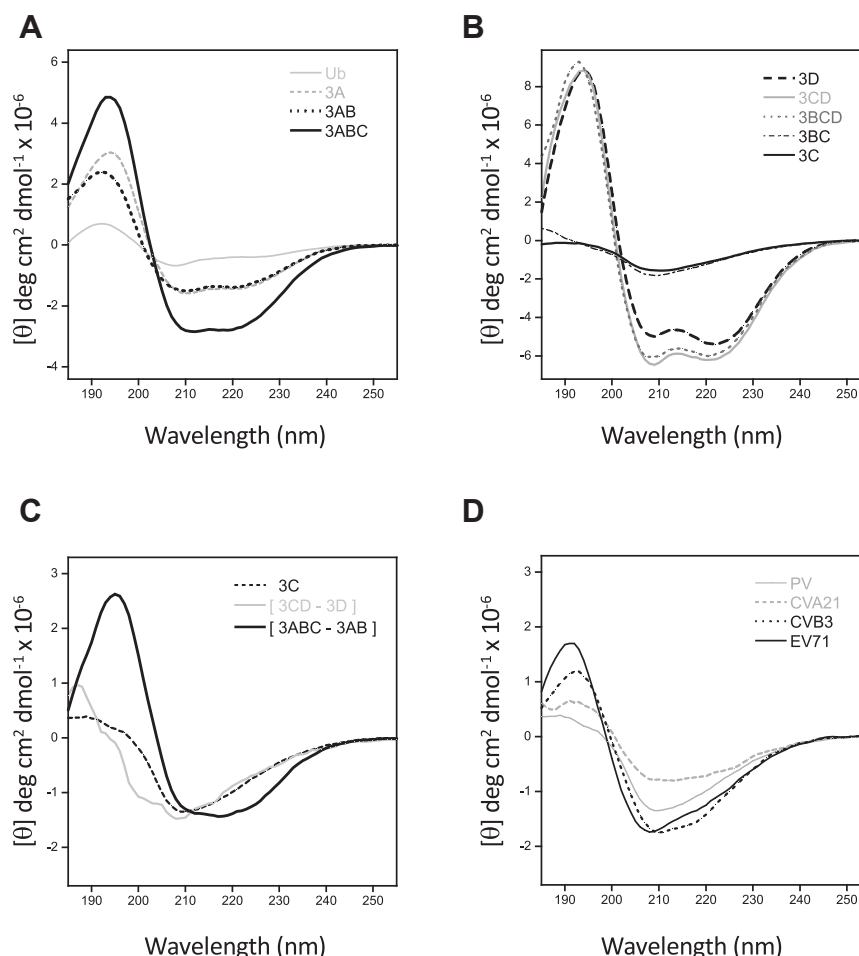 A
Ub
3A
3AB
3ABC
6
4
2
0
-2
-4
[θ] deg cm² dmol⁻¹ x 10⁻⁶
190 200 210 220 230 240 250
Wavelength (nm)
B
3D
3CD
3BCD
3BC
3C
8
6
4
2
0
-2
-4
-6
[θ] deg cm² dmol⁻¹ x 10⁻⁶
190 200 210 220 230 240 250
Wavelength (nm)
C
3C
[ 3CD - 3D ]
[ 3ABC - 3AB ]
3
2
1
0
-1
-2
[θ] deg cm² dmol⁻¹ x 10⁻⁶
190 200 210 220 230 240 250
Wavelength (nm)
D
PV
CVA21
CVB3
EV71
3
2
1
0
-1
-2
[θ] deg cm² dmol⁻¹ x 10⁻⁶
190 200 210 220 230 240 250
Wavelength (nm)